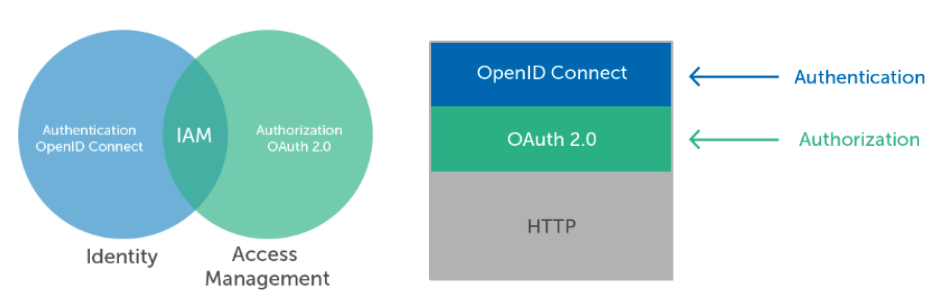 Authentication
OpenID Connect
IAM
Authorization
OAuth 2.0
Identity
Access
Management
OpenID Connect
Authentication
OAuth 2.0
Authorization
HTTP